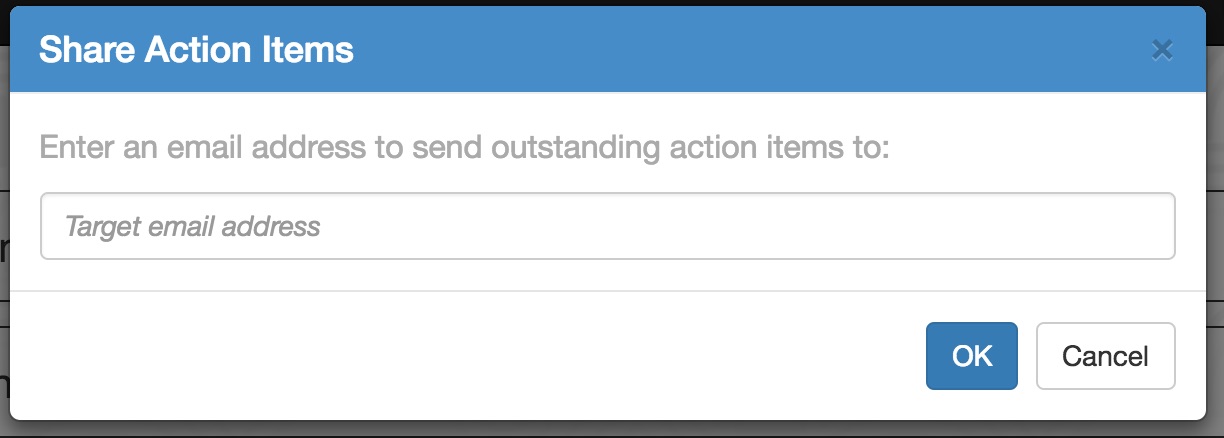 Share Action Items
×
Enter an email address to send outstanding action items to:
Target email address
OK
Cancel